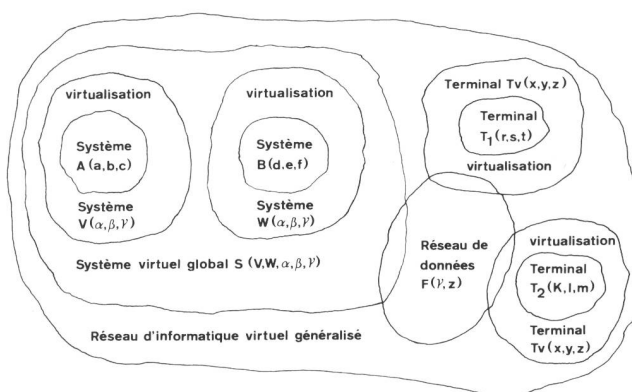 virtualisation
Système
A (a,b,c)
Système
V (α,β,γ)
virtualisation
Système
B (d.e,f)
Système
W (α,β,γ)
Système virtuel global S (V,W,α,β,γ)
Réseau d'informatique virtuel généralisé
Terminal Tv(x,y,z)
Terminal
T1(r,s,t)
virtualisation
Réseau de
données
F(γ,z)
virtualisation
Terminal
T2(K,l,m)
Terminal
Tv(x,y,z)